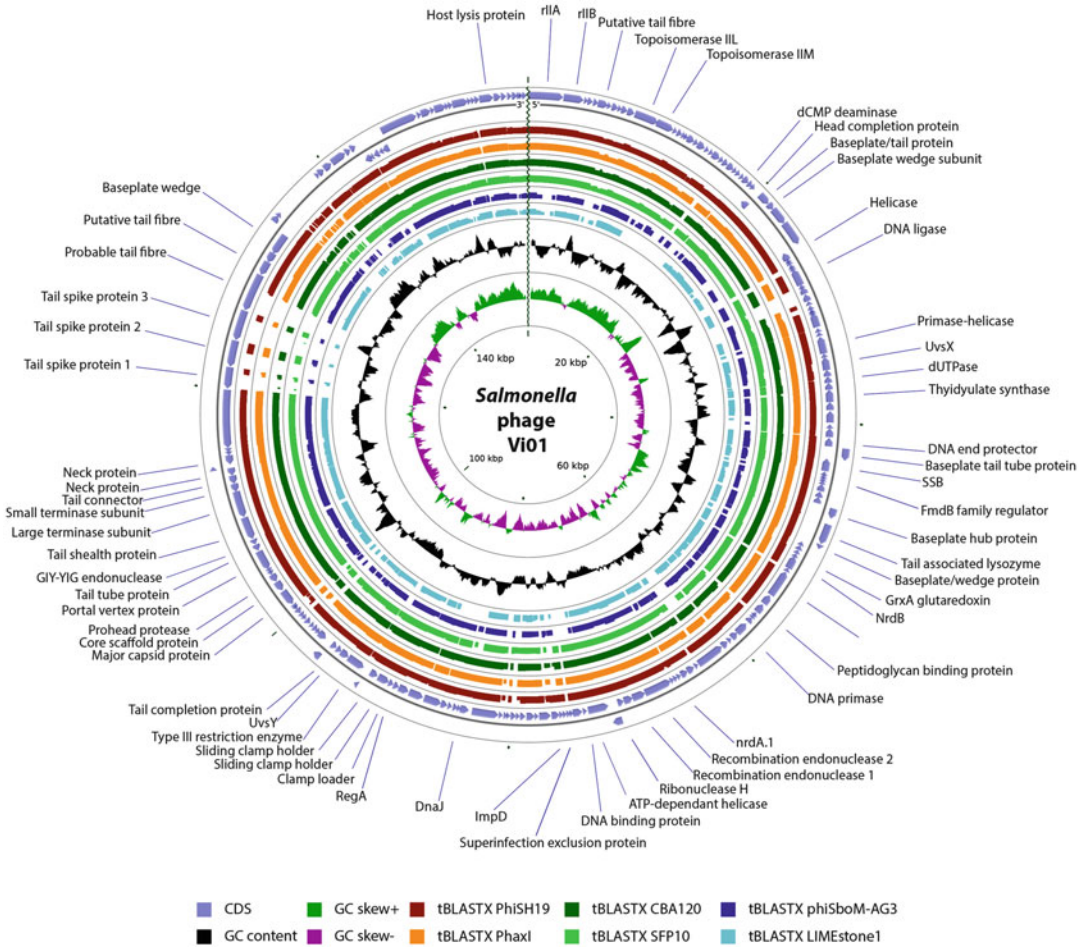 Host lysis protein
rIIA
rIIB
Putative tail fibre
Topoisomerase IIL
Topoisomerase IIM
dCMP deaminase
Head completion protein
Baseplate/tail protein
Baseplate wedge subunit
Helicase
DNA ligase
Primase-helicase
UvsX
dUTPase
Thyidyulate synthase
DNA end protector
Baseplate tail tube protein
SSB
FmdB family regulator
Baseplate hub protein
Tail associated lysozyme
Baseplate/wedge protein
GrxA glutaredoxin
NrdB
Peptidoglycan binding protein
DNA primase
nrdA.1
Recombination endonuclease 2
Recombination endonuclease 1
Ribonuclease H
ATP-dependant helicase
DNA binding protein
Superinfection exclusion protein
ImpD
DnaJ
RegA
Clamp loader
Sliding clamp holder
Sliding clamp holder
Type III restriction enzyme
UvsY
Tail completion protein
Major capsid protein
Core scaffold protein
Prohead protease
Portal vertex protein
Tail tube protein
GIY-YIG endonuclease
Tail shealth protein
Large terminase subunit
Small terminase subunit
Tail connector
Neck protein
Neck protein
Tail spike protein 1
Tail spike protein 2
Tail spike protein 3
Probable tail fibre
Putative tail fibre
Baseplate wedge
3' 5'
140 kbp
20 kbp
Salmonella
phage
Vi01
100 kbp
60 kbp
CDS
GC skew+
tBLASTX PhiSH19
tBLASTX CBA120
tBLASTX phiSboM-AG3
GC content
GC skew-
tBLASTX PhaxI
tBLASTX SFP10
tBLASTX LIMEstone1